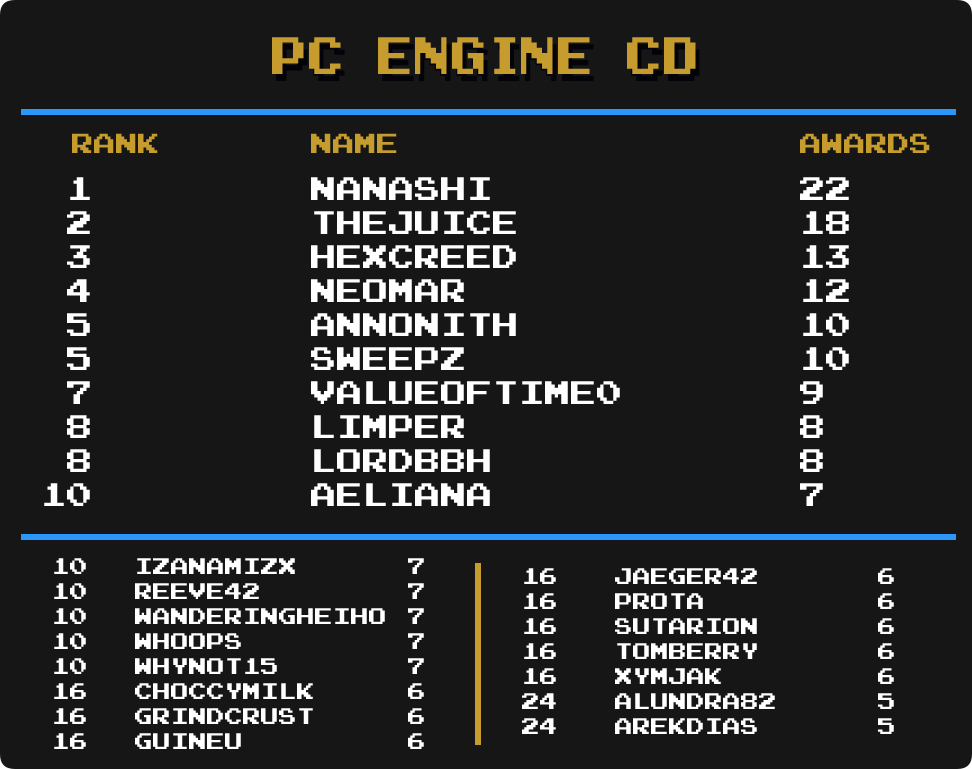 PC ENGINE CD
RANK NAME AWARDS
1 NANASHI 22
2 THEJUICE 18
3 HEXCREED 13
4 NEOMAR 12
5 ANNONITH 10
5 SWEEPZ 10
7 VALUEOFTIME0 9
8 LIMPER 8
8 LORDBBH 8
10 AELIANA 7
10 IZANAMIZX 7
10 REEVE42 7
10 WANDERINGHEIHO 7
10 WHOOPS 7
10 WHYNOT15 7
16 CHOCCYMILK 6
16 GRINDCRUST 6
16 GUINEU 6
16 JAEGER42 6
16 PROTA 6
16 SUTARION 6
16 TOMBERRY 6
16 XYMJAK 6
24 ALUNDRA82 5
24 AREKDIAS 5